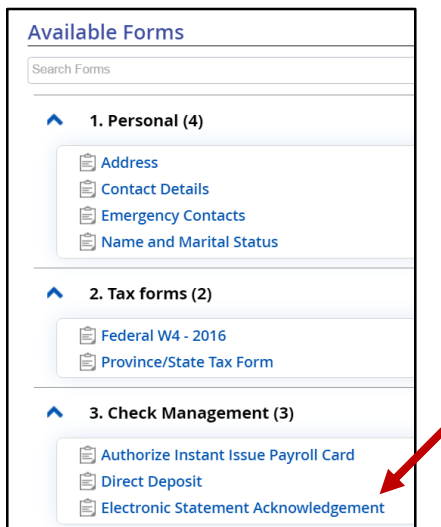 Available Forms
Search Forms
1. Personal (4)
Address
Contact Details
Emergency Contacts
Name and Marital Status
2. Tax forms (2)
Federal W4 - 2016
Province/State Tax Form
3. Check Management (3)
Authorize Instant Issue Payroll Card
Direct Deposit
Electronic Statement Acknowledgement